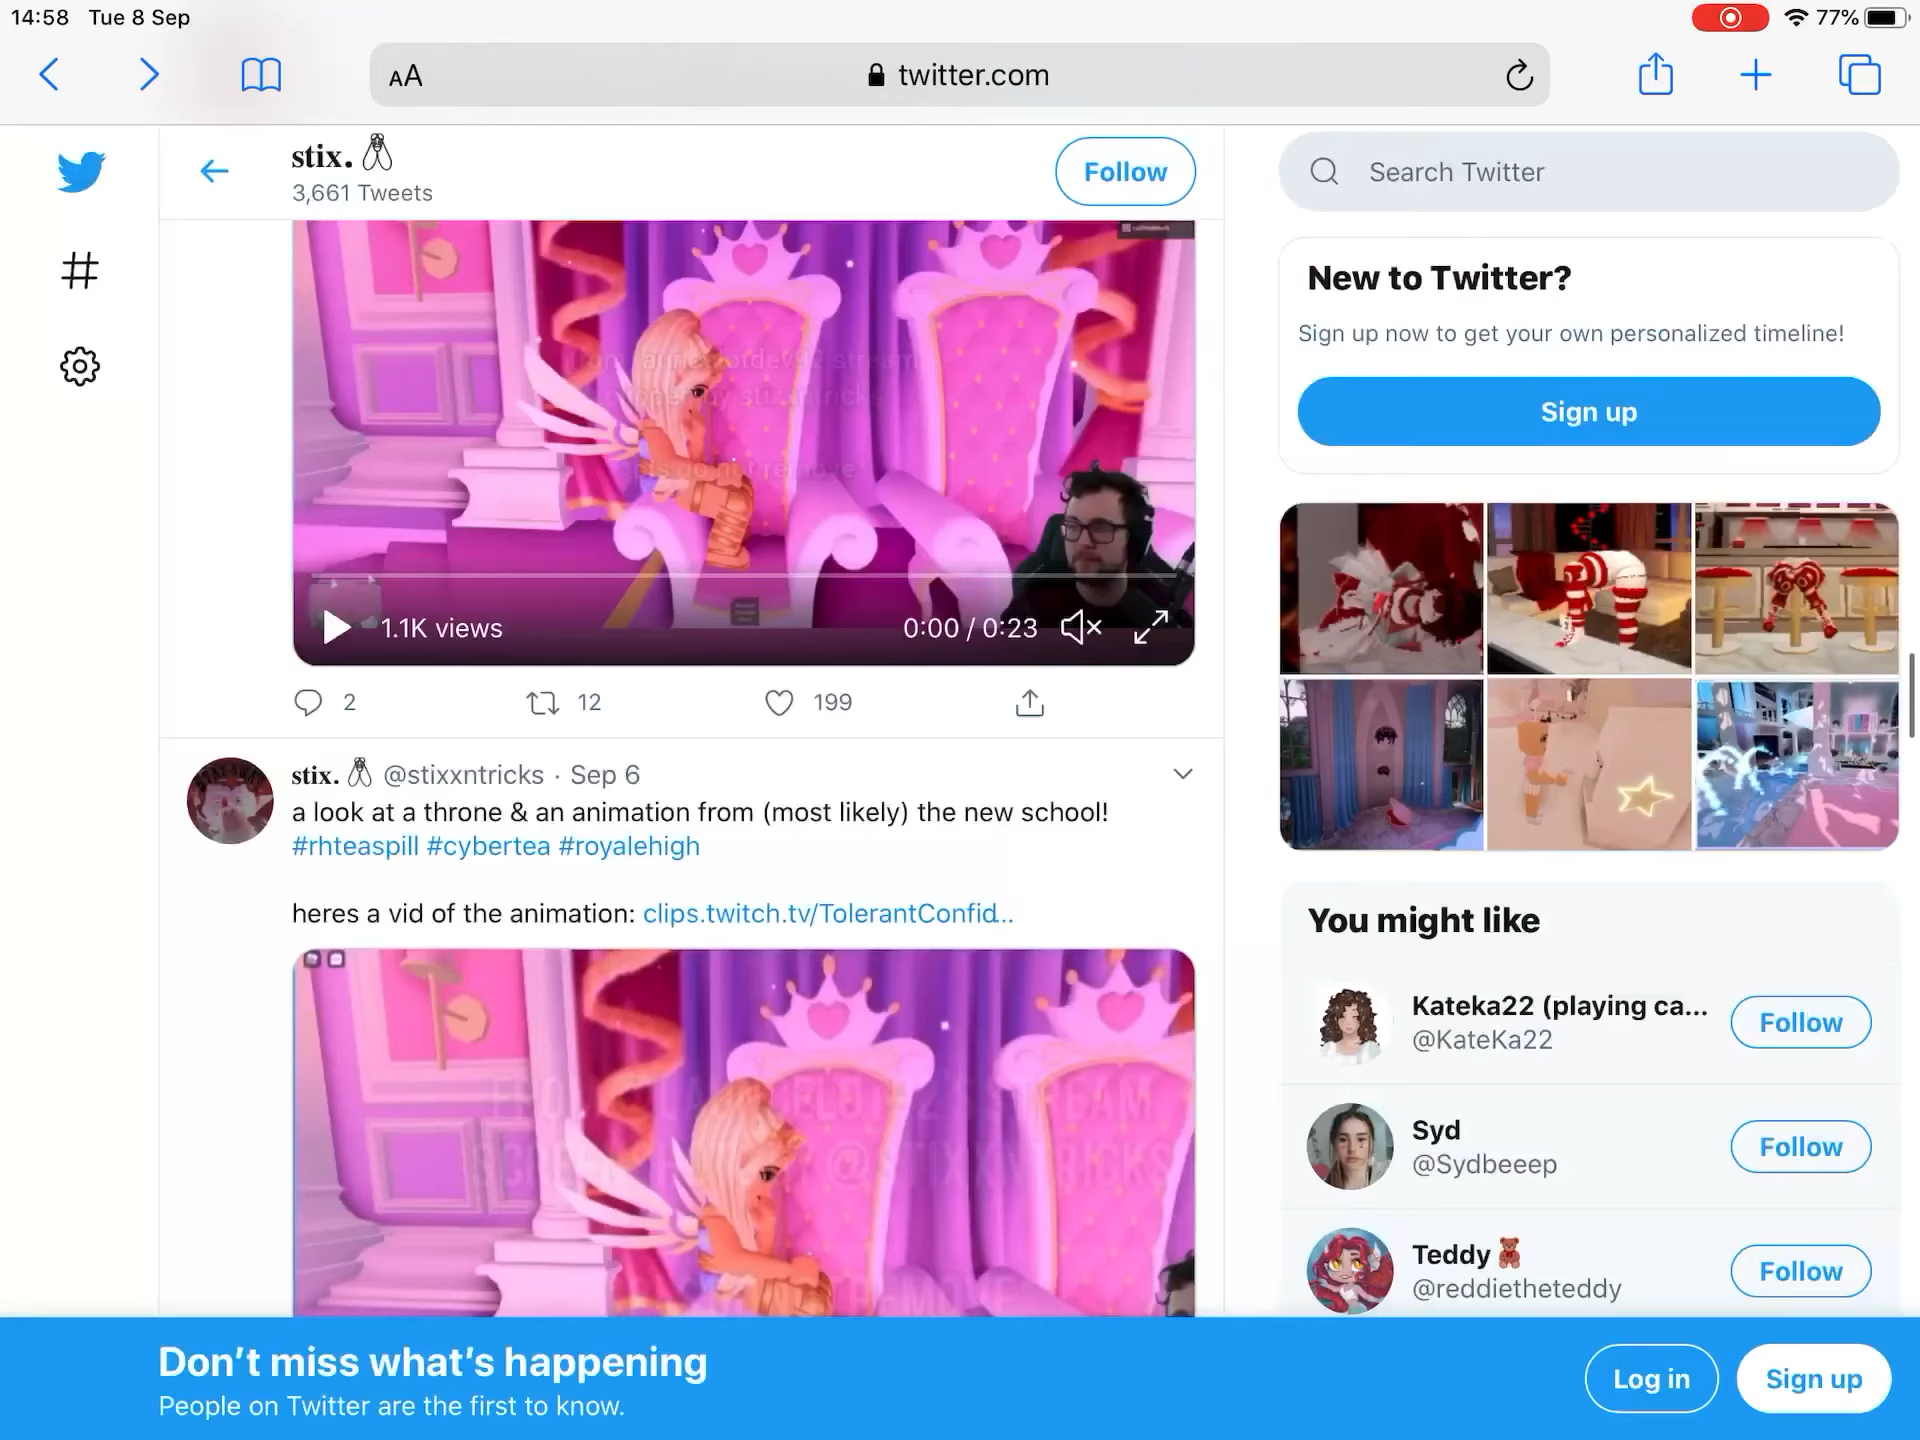 14:58 Tue 8 Sep
77%
AA
twitter.com
stix.
3,661 Tweets
Follow
Search Twitter
New to Twitter?
Sign up now to get your own personalized timeline!
Sign up
1.1K views
0:00 / 0:23
2
12
199
stix. @stixxntricks · Sep 6
a look at a throne & an animation from (most likely) the new school!
#rhteaspill #cybertea #royalehigh
heres a vid of the animation: clips.twitch.tv/TolerantConfid...
You might like
Kateka22 (playing ca...
@KateKa22
Follow
Syd
@Sydbeeep
Follow
Teddy
@reddietheteddy
Follow
Don't miss what's happening
People on Twitter are the first to know.
Log in
Sign up